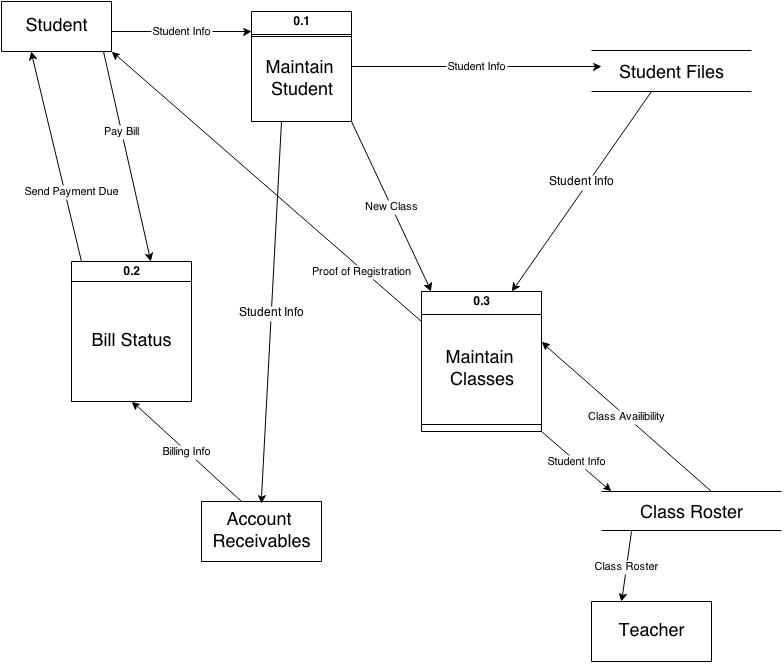 Student
Student Info
0.1
Maintain
Student
Student Info
Student Files
Pay Bill
Send Payment Due
New Class
Student Info
0.2
Bill Status
Proof of Registration
Student Info
0.3
Maintain
Classes
Class Availibility
Billing Info
Student Info
Account
Receivables
Class Roster
Class Roster
Teacher